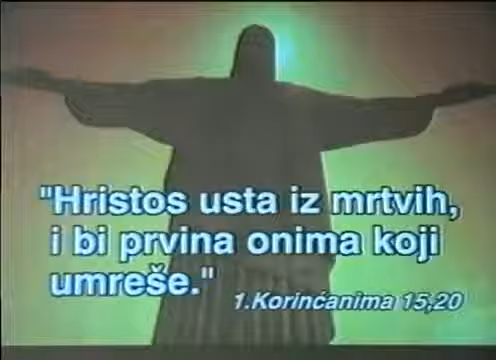 "Hristos usta iz mrtvih,
i bi prvina onima koji
umreše."
1.Korinćanima 15,20